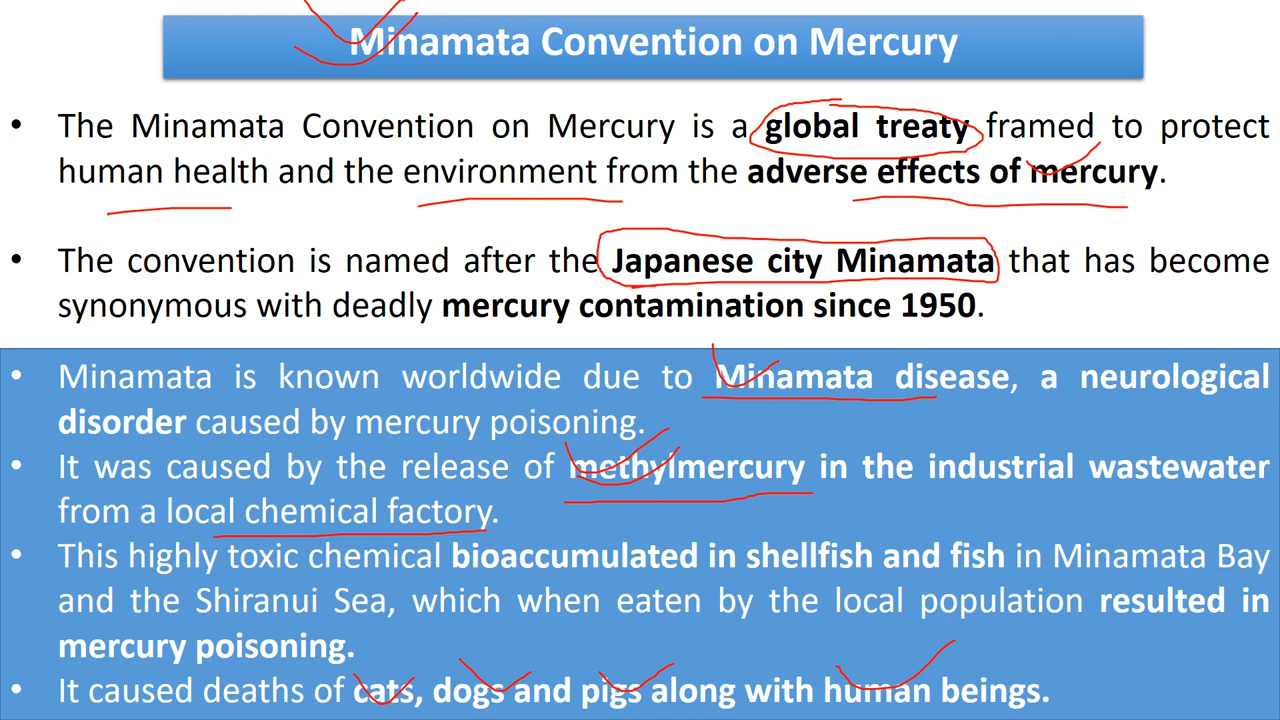 Minamata Convention on Mercury
• The Minamata Convention on Mercury is a global treaty framed to protect
human health and the environment from the adverse effects of mercury.
• The convention is named after the Japanese city Minamata that has become
synonymous with deadly mercury contamination since 1950.
• Minamata is known worldwide due to Minamata disease, a neurological
disorder caused by mercury poisoning.
• It was caused by the release of methylmercury in the industrial wastewater
from a local chemical factory.
• This highly toxic chemical bioaccumulated in shellfish and fish in Minamata Bay
and the Shiranui Sea, which when eaten by the local population resulted in
mercury poisoning.
• It caused deaths of cats, dogs and pigs along with human beings.